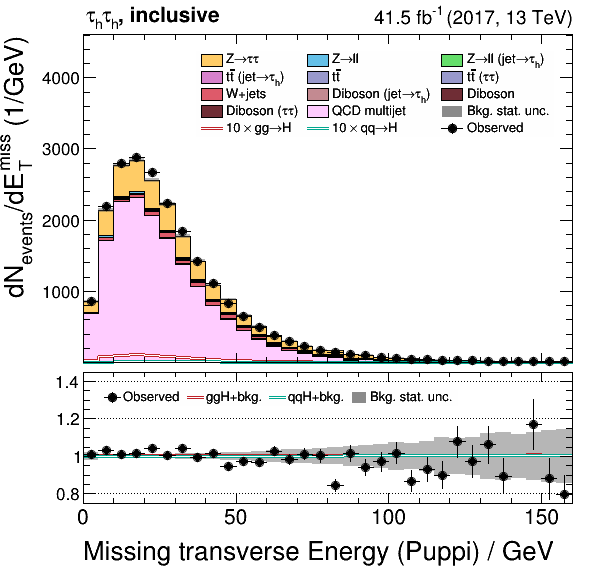 τhτh, inclusive 41.5 fb⁻¹ (2017, 13 TeV)
dNevents/dETmiss (1/GeV)
4000
3000
2000
1000
Z→ττ Z→ll Z→ll (jet→τh)
tt̄ (jet→τh) tt̄ tt̄ (ττ)
W+jets Diboson (jet→τh) Diboson
Diboson (ττ) QCD multijet Bkg. stat. unc.
10 × gg→H 10 × qq→H Observed
1.4
1.2
1
0.8
Observed ggH+bkg. qqH+bkg. Bkg. stat. unc.
0 50 100 150
Missing transverse Energy (Puppi) / GeV